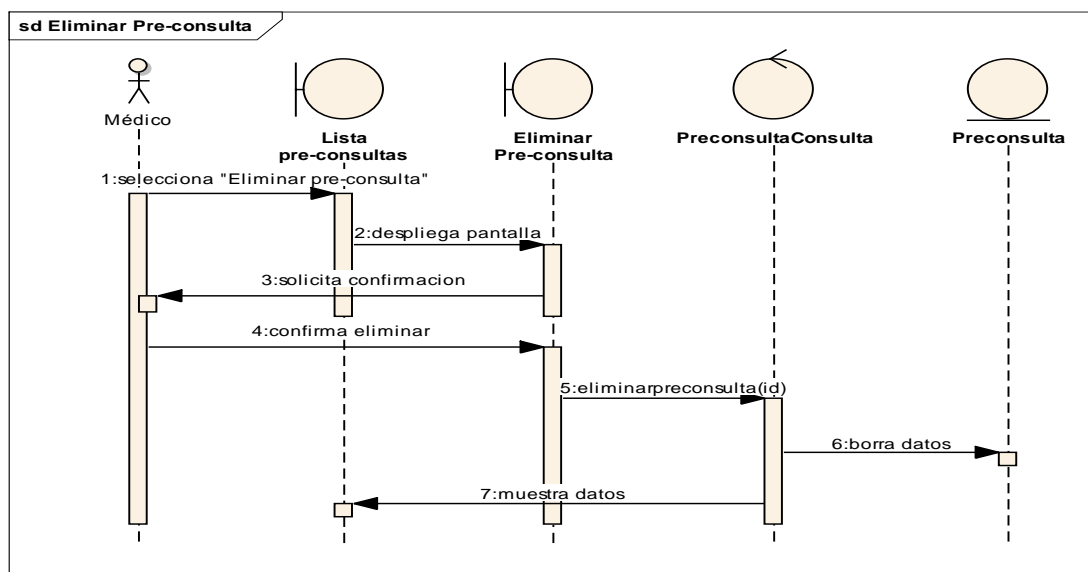 sd Eliminar Pre-consulta
Médico
Lista
pre-consultas
Eliminar
Pre-consulta
PreconsultaConsulta
Preconsulta
1:selecciona "Eliminar pre-consulta"
2:despliega pantalla
3:solicita confirmacion
4:confirma eliminar
5:eliminarpreconsulta(id)
6:borra datos
7:muestra datos